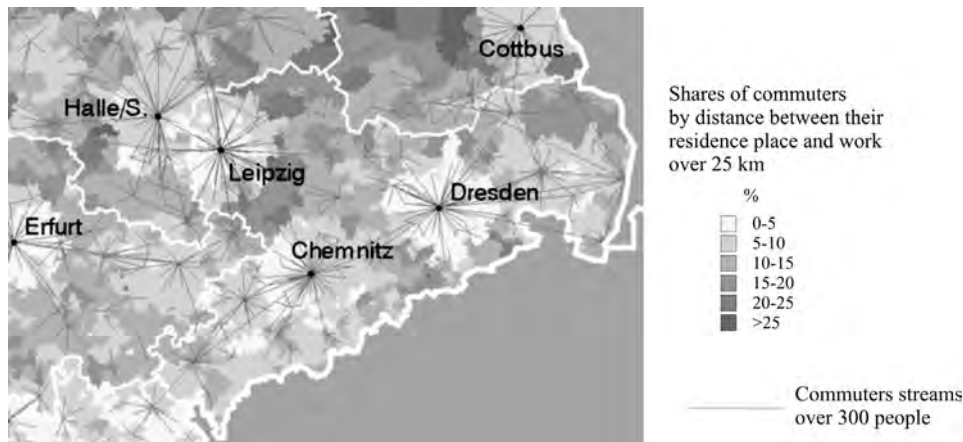 Cottbus
Halle/S.
Leipzig
Dresden
Erfurt
Chemnitz
Shares of commuters
by distance between their
residence place and work
over 25 km
%
0-5
5-10
10-15
15-20
20-25
>25
Commuters streams
over 300 people